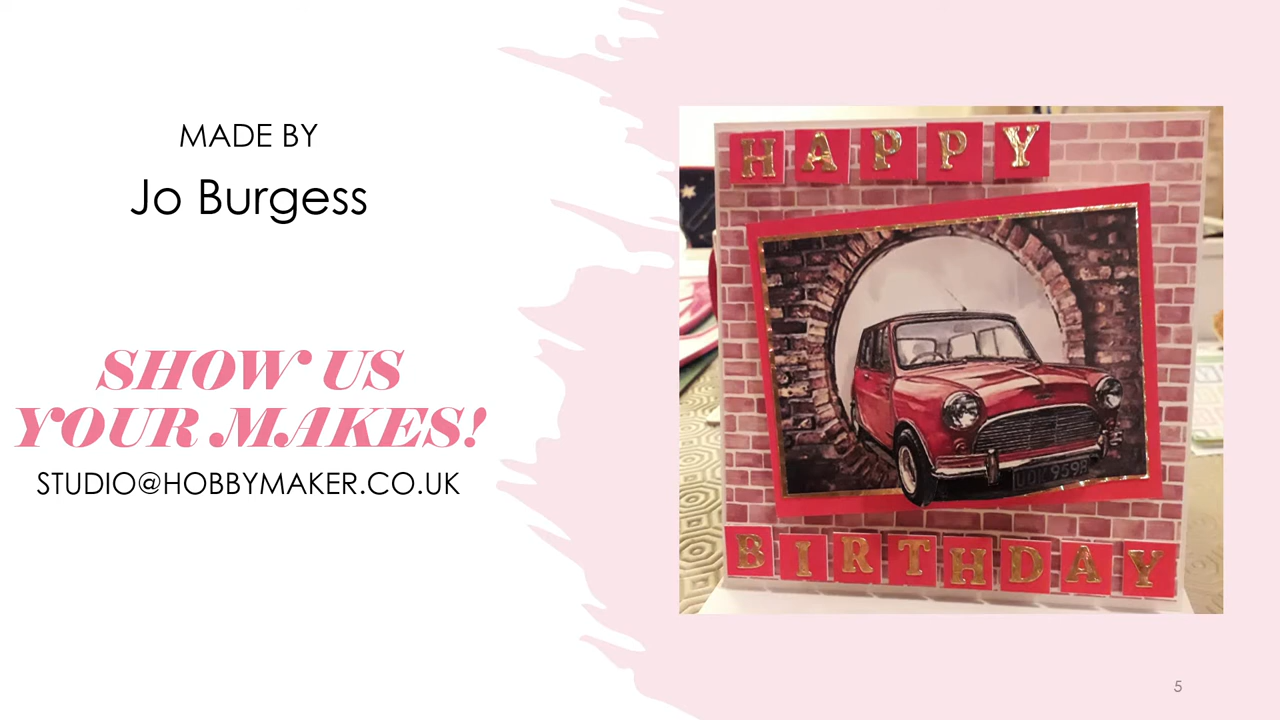 MADE BY
Jo Burgess
SHOW US
YOUR MAKES!
STUDIO@HOBBYMAKER.CO.UK
HAPPY
BIRTHDAY
5